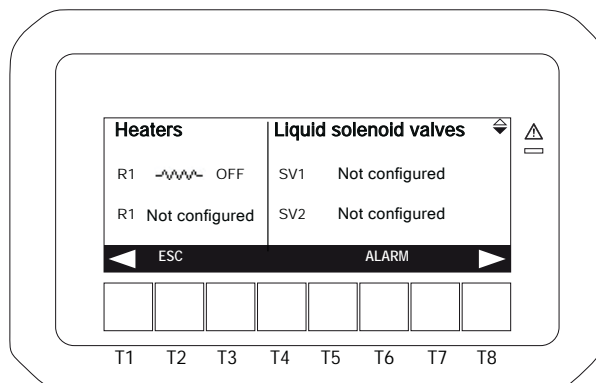 Heaters
Liquid solenoid valves
R1 OFF
SV1 Not configured
R1 Not configured
SV2 Not configured
ESC ALARM
T1 T2 T3 T4 T5 T6 T7 T8